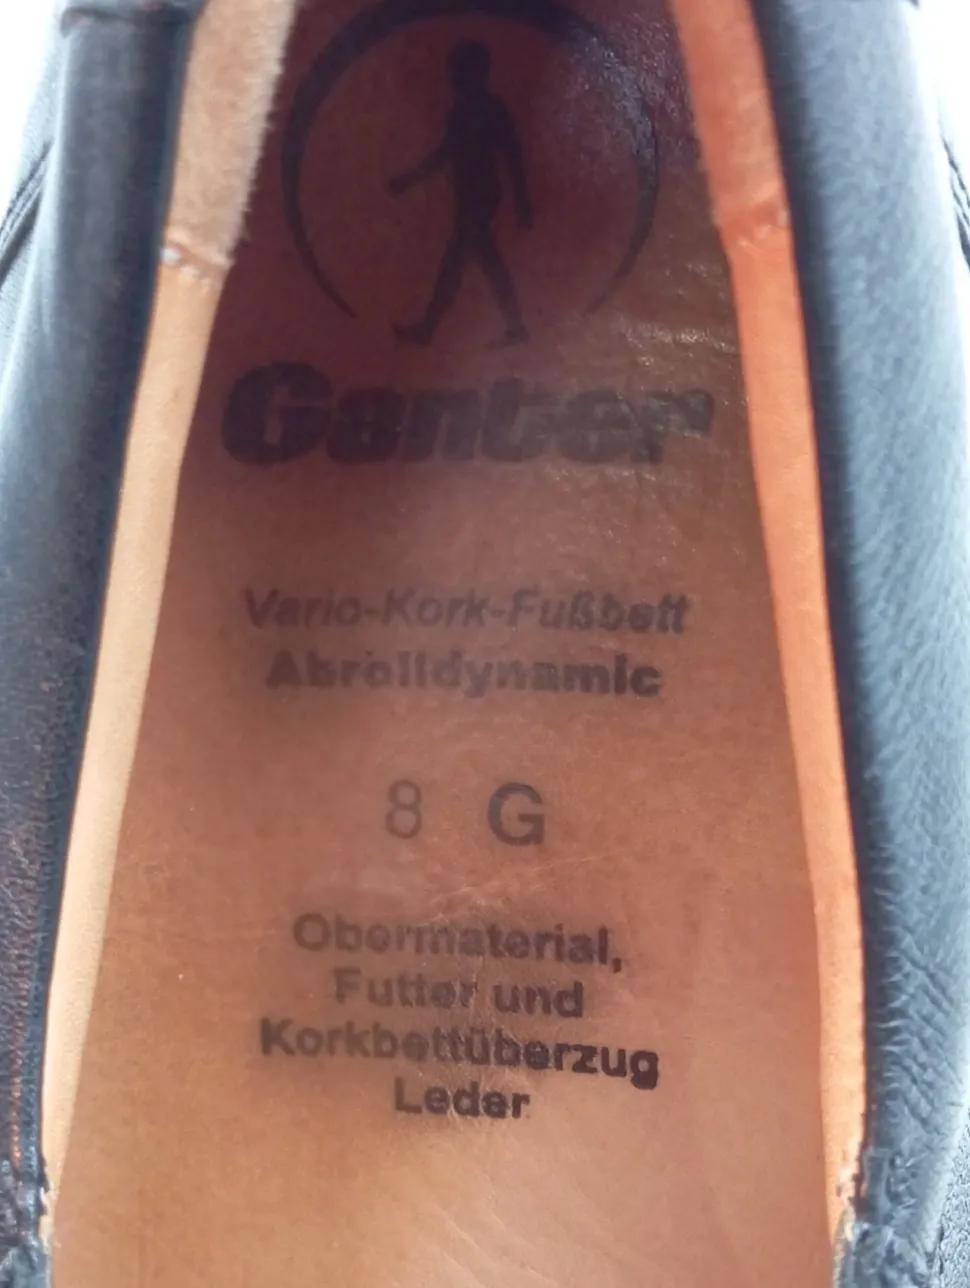 Ganter
Vario-Kork-Fußbett
Abrolldynamic
8 G
Obermaterial,
Futter und
Korkbettüberzug
Leder